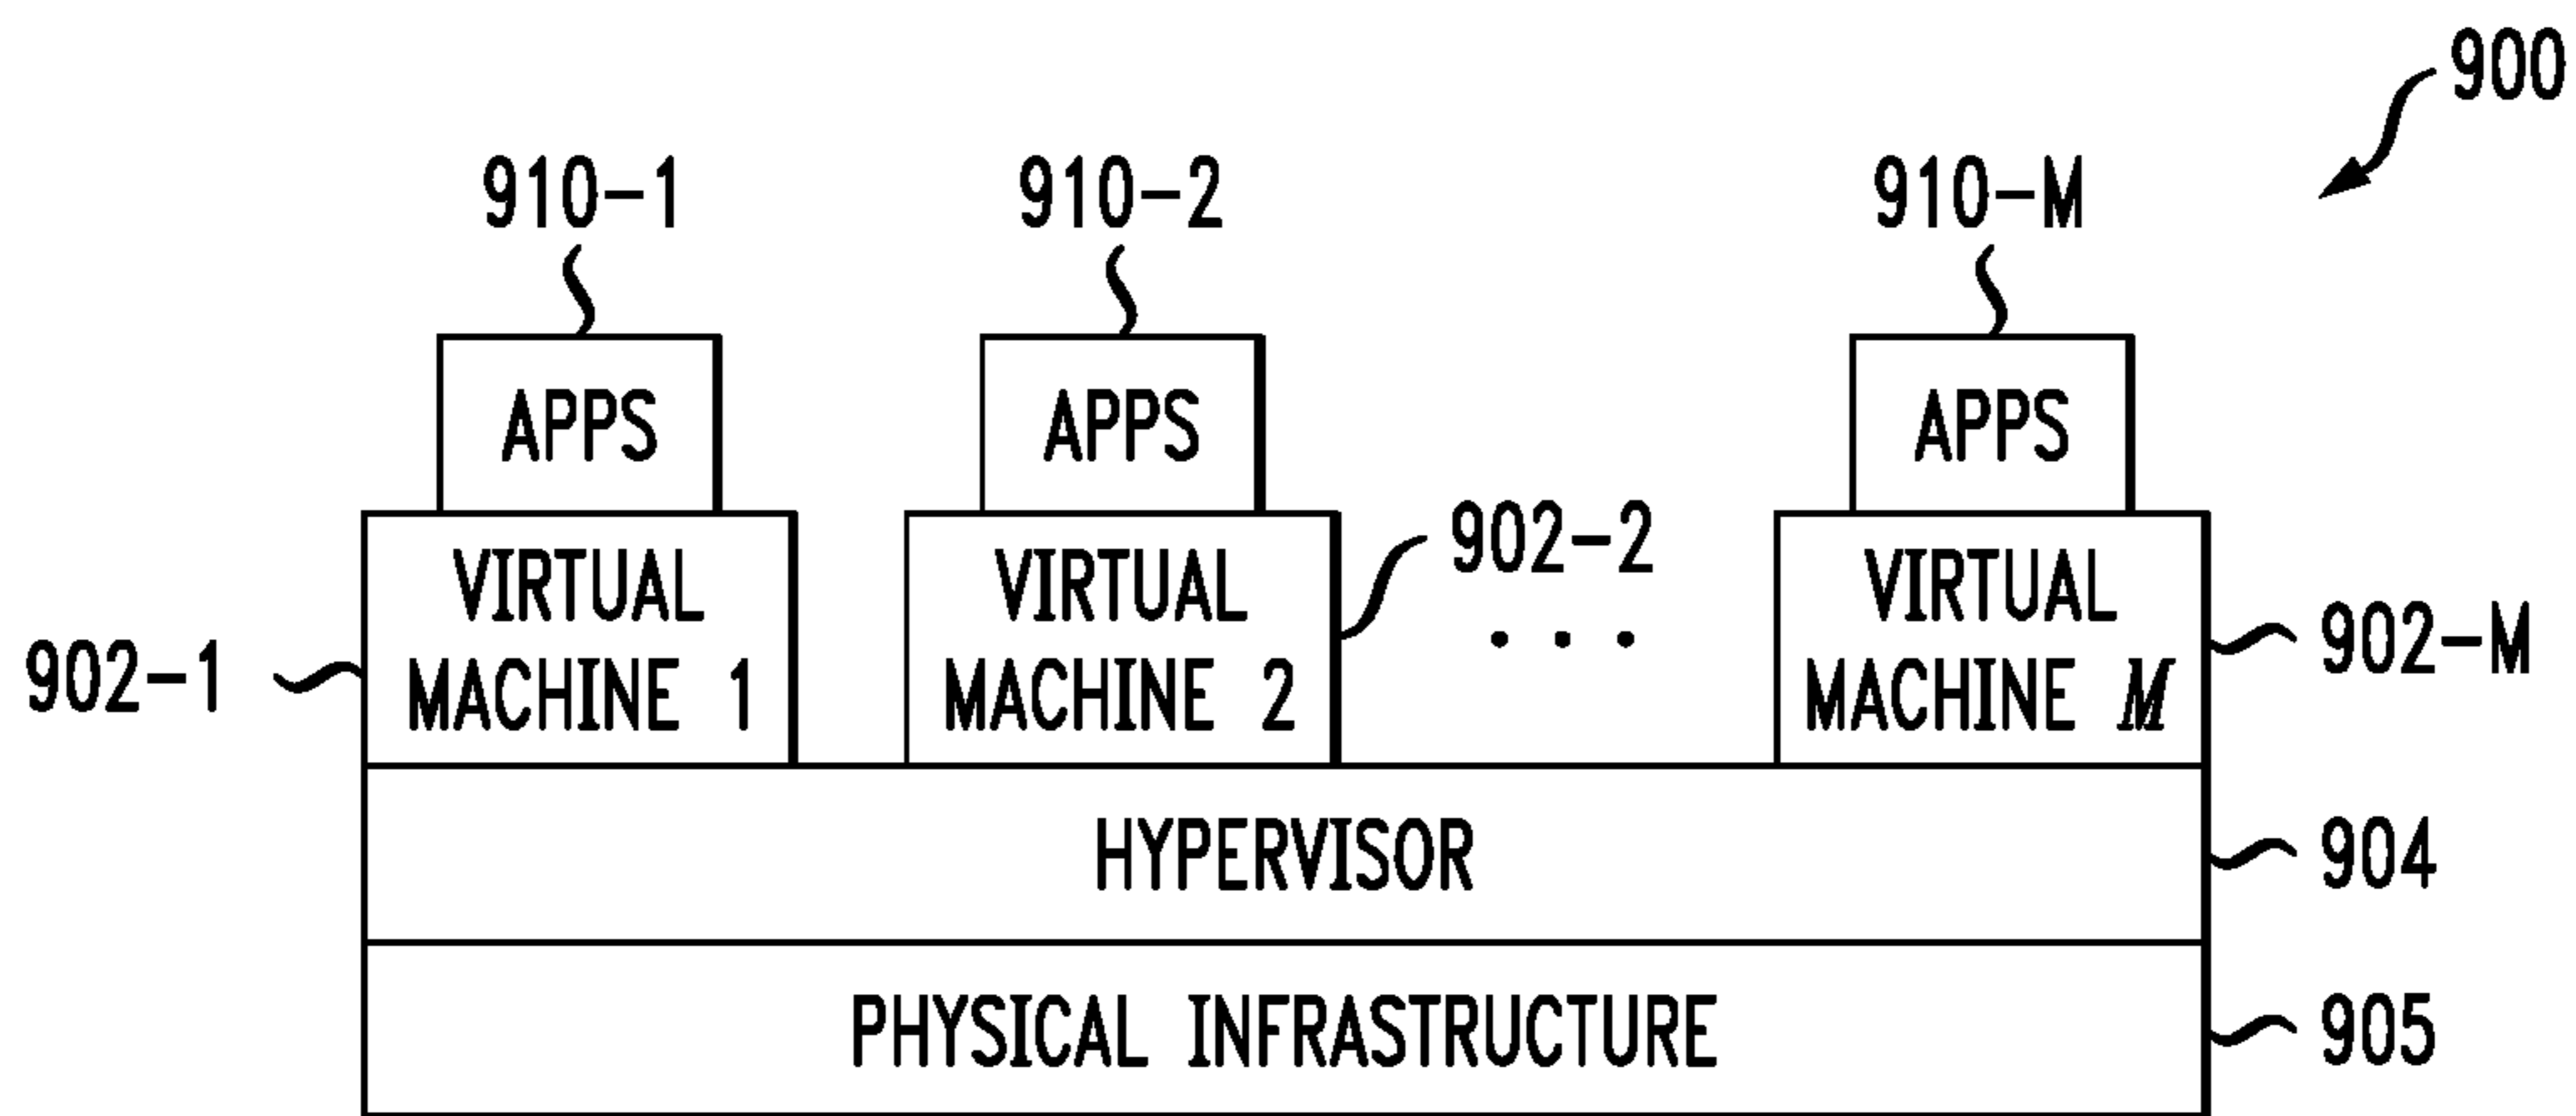 900
910-1
910-2
910-M
APPS
APPS
APPS
902-1
VIRTUAL
MACHINE 1
VIRTUAL
MACHINE 2
902-2
. . .
VIRTUAL
MACHINE M
902-M
HYPERVISOR
904
PHYSICAL INFRASTRUCTURE
905